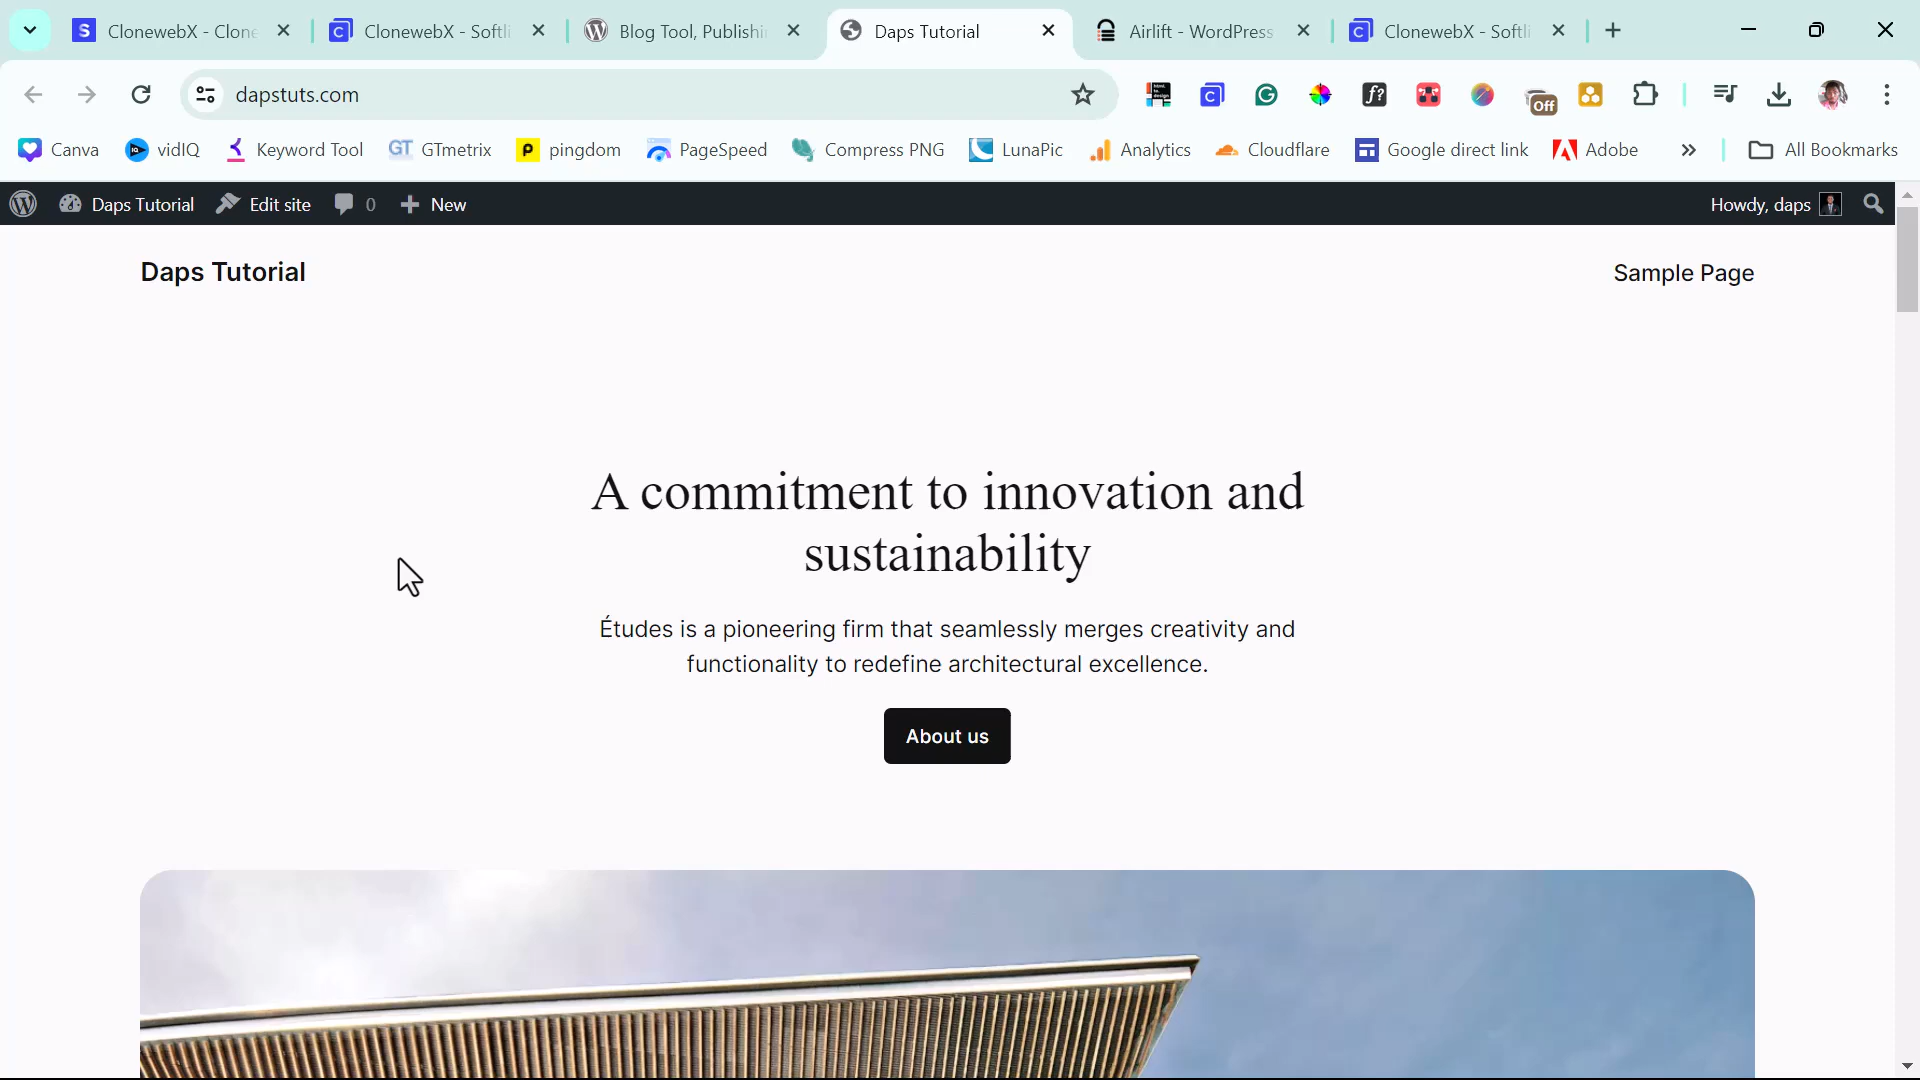 ClonewebX - Clone
ClonewebX - Softli
Blog Tool, Publishin
Daps Tutorial
Airlift - WordPress
ClonewebX - Softli
dapstuts.com
Off
Canva
vidIQ
Keyword Tool
GTmetrix
pingdom
PageSpeed
Compress PNG
LunaPic
Analytics
Cloudflare
Google direct link
Adobe
All Bookmarks
Daps Tutorial
Edit site
0
New
Howdy, daps
Daps Tutorial
Sample Page
A commitment to innovation and
sustainability
Études is a pioneering firm that seamlessly merges creativity and
functionality to redefine architectural excellence.
About us